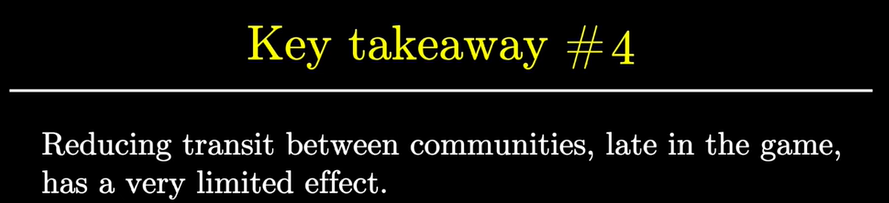 Key takeaway #4
Reducing transit between communities, late in the game,
has a very limited effect.